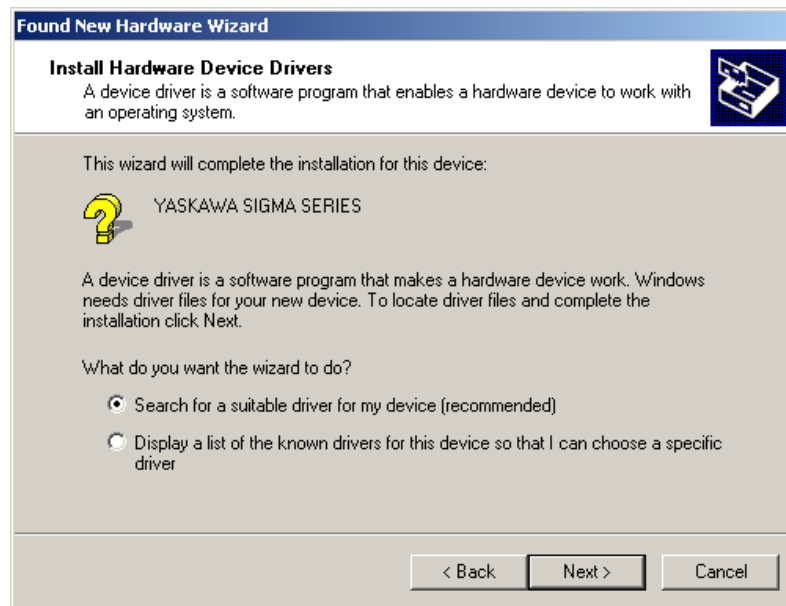 Found New Hardware Wizard
Install Hardware Device Drivers
A device driver is a software program that enables a hardware device to work with
an operating system.
This wizard will complete the installation for this device:
YASKAWA SIGMA SERIES
A device driver is a software program that makes a hardware device work. Windows
needs driver files for your new device. To locate driver files and complete the
installation click Next.
What do you want the wizard to do?
Search for a suitable driver for my device (recommended)
Display a list of the known drivers for this device so that I can choose a specific
driver
< Back Next > Cancel